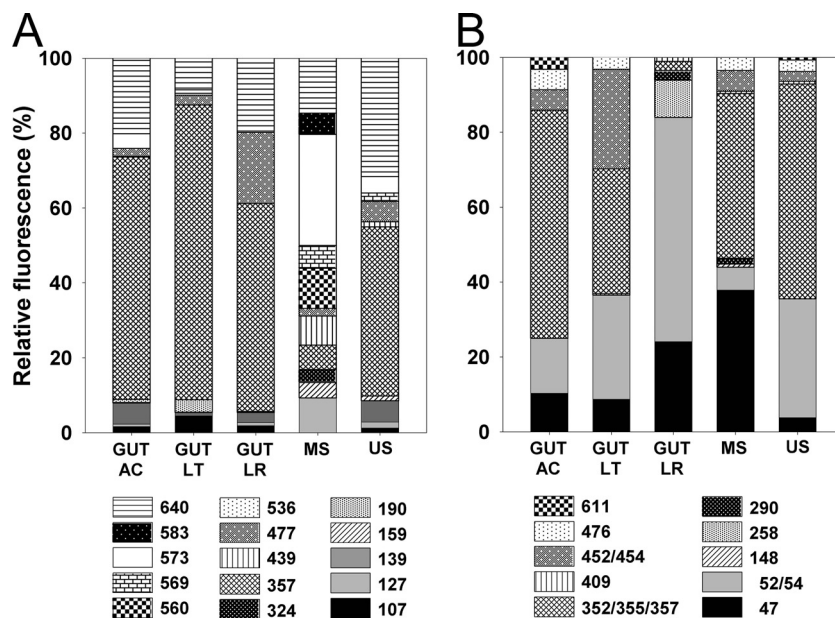 A
B
Relative fluorescence (%)
100
80
60
40
20
0
100
80
60
40
20
0
GUT AC
GUT LT
GUT LR
MS
US
GUT AC
GUT LT
GUT LR
MS
US
640 536 190
583 477 159
573 439 139
569 357 127
560 324 107
611 290
476 258
452/454 148
409 52/54
352/355/357 47